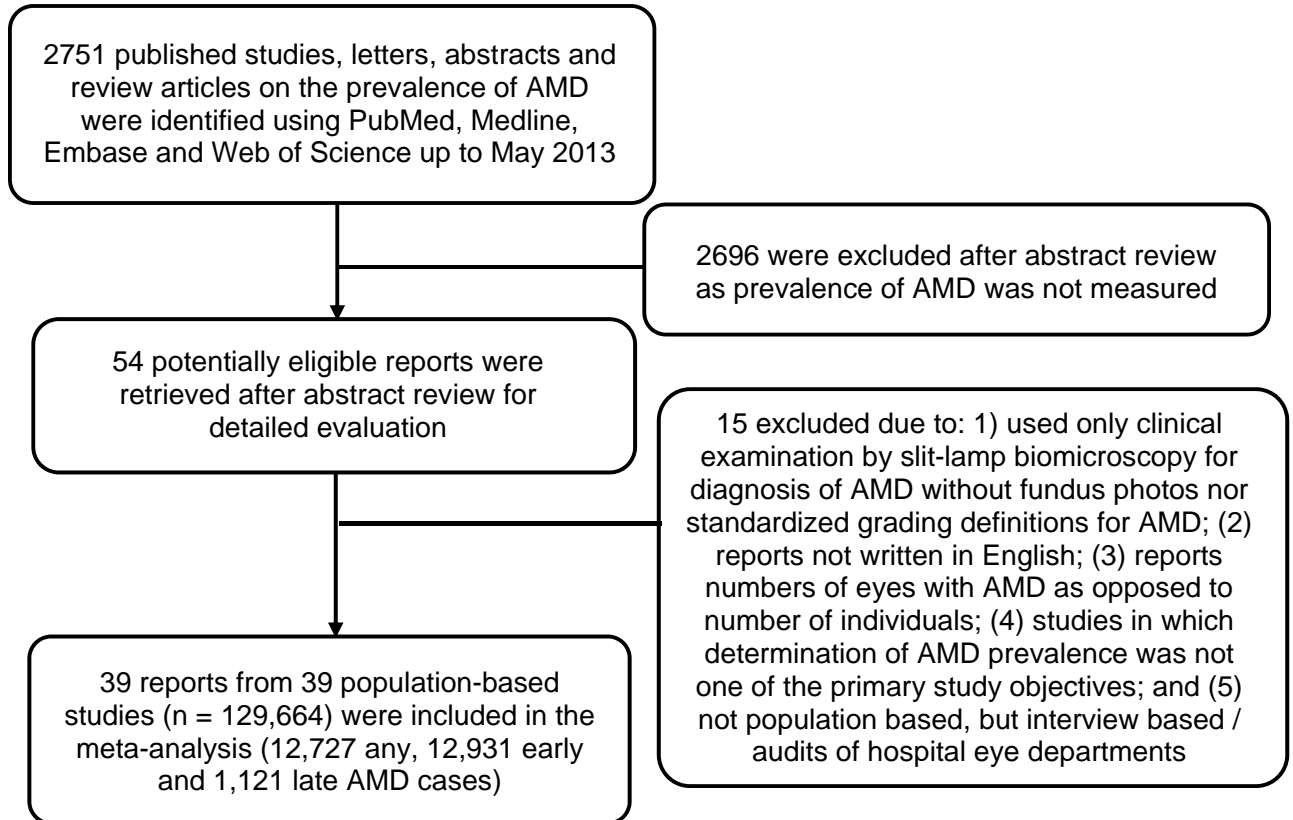 2751 published studies, letters, abstracts and
review articles on the prevalence of AMD
were identified using PubMed, Medline,
Embase and Web of Science up to May 2013
2696 were excluded after abstract review
as prevalence of AMD was not measured
54 potentially eligible reports were
retrieved after abstract review for
detailed evaluation
15 excluded due to: 1) used only clinical
examination by slit-lamp biomicroscopy for
diagnosis of AMD without fundus photos nor
standardized grading definitions for AMD; (2)
reports not written in English; (3) reports
numbers of eyes with AMD as opposed to
number of individuals; (4) studies in which
determination of AMD prevalence was not
one of the primary study objectives; and (5)
not population based, but interview based /
audits of hospital eye departments
39 reports from 39 population-based
studies (n = 129,664) were included in the
meta-analysis (12,727 any, 12,931 early
and 1,121 late AMD cases)